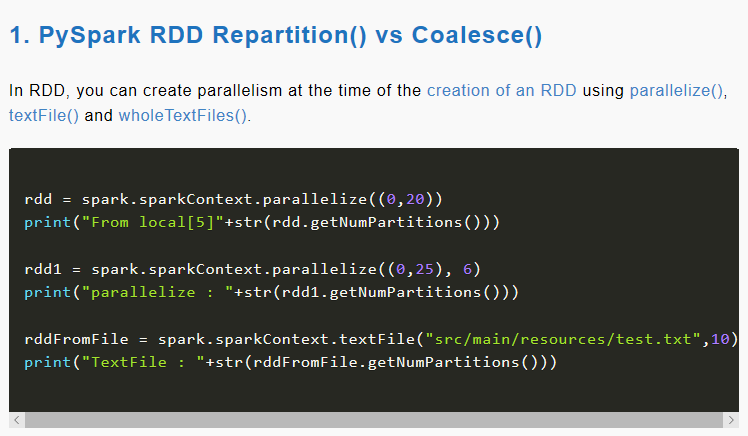 1. PySpark RDD Repartition() vs Coalesce()
In RDD, you can create parallelism at the time of the creation of an RDD using parallelize(),
textFile() and wholeTextFiles().
rdd = spark.sparkContext.parallelize((0,20))
print("From local[5]"+str(rdd.getNumPartitions()))
rdd1 = spark.sparkContext.parallelize((0,25), 6)
print("parallelize : "+str(rdd1.getNumPartitions()))
rddFromFile = spark.sparkContext.textFile("src/main/resources/test.txt",10)
print("TextFile : "+str(rddFromFile.getNumPartitions()))